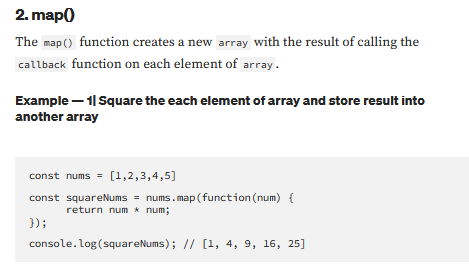 2. map()
The map() function creates a new array with the result of calling the
callback function on each element of array.
Example — 1| Square the each element of array and store result into
another array
const nums = [1,2,3,4,5]
const squareNums = nums.map(function(num) {
return num * num;
});
console.log(squareNums); // [1, 4, 9, 16, 25]